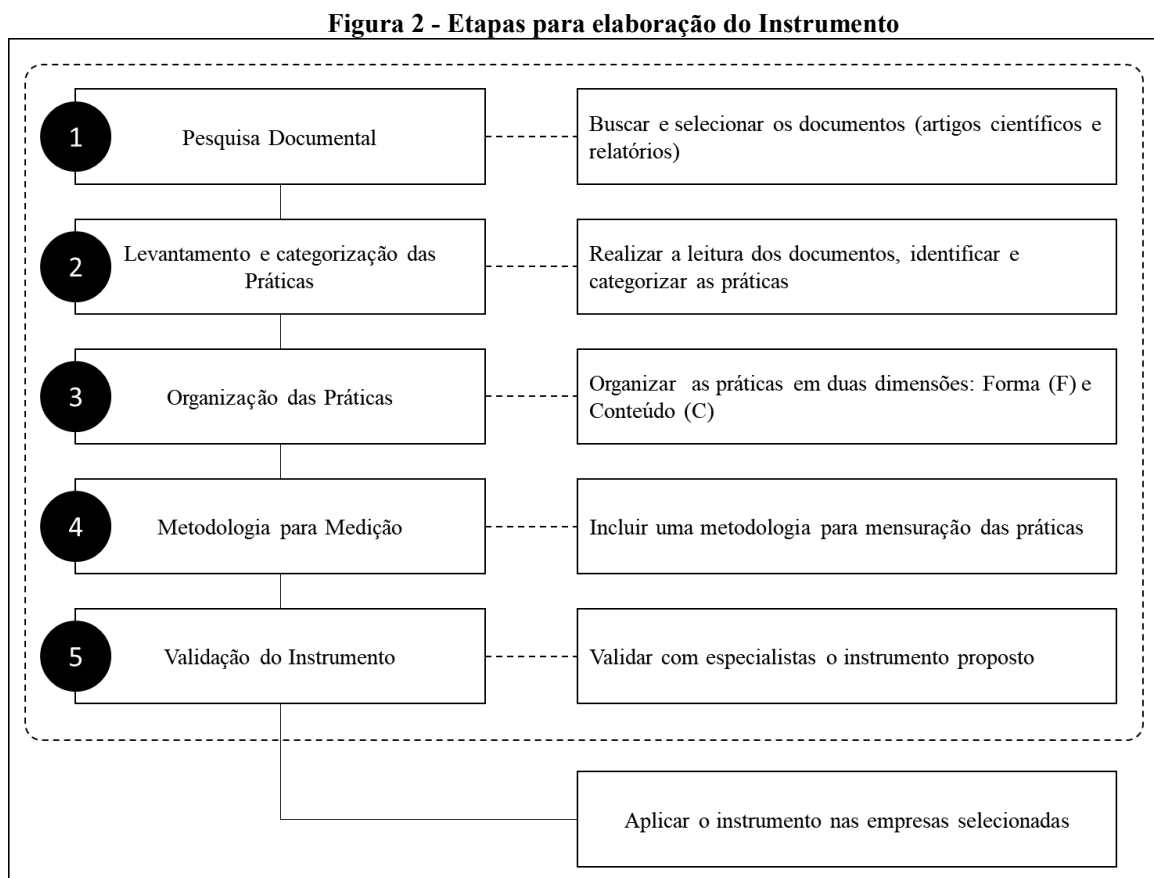 Figura 2 - Etapas para elaboração do Instrumento
1
Pesquisa Documental
Buscar e selecionar os documentos (artigos científicos e
relatórios)
2
Levantamento e categorização das
Práticas
Realizar a leitura dos documentos, identificar e
categorizar as práticas
3
Organização das Práticas
Organizar as práticas em duas dimensões: Forma (F) e
Conteúdo (C)
4
Metodologia para Medição
Incluir uma metodologia para mensuração das práticas
5
Validação do Instrumento
Validar com especialistas o instrumento proposto
Aplicar o instrumento nas empresas selecionadas